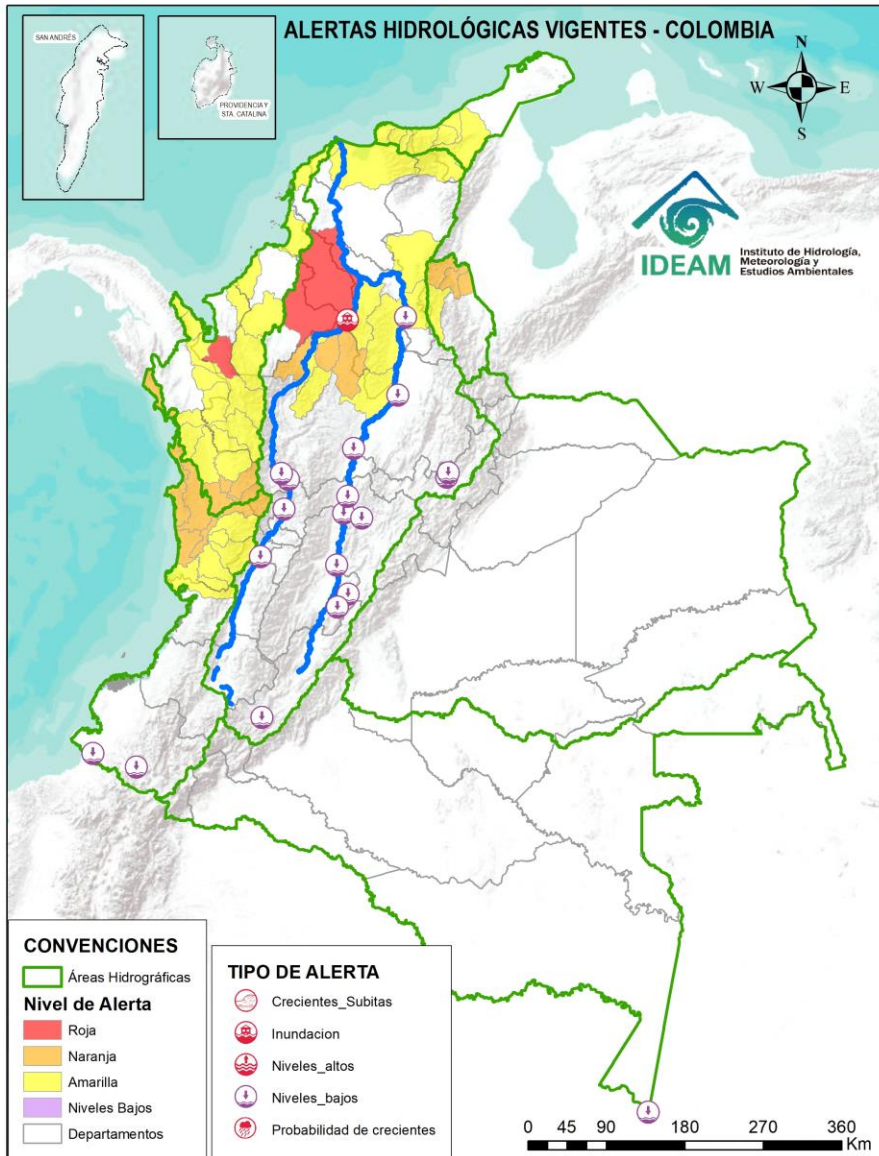 ALERTAS HIDROLÓGICAS VIGENTES - COLOMBIA
SAN ANDRÉS
PROVIDENCIA Y
STA. CATALINA
N
W E
S
IDEAM
Instituto de Hidrología,
Meteorología y
Estudios Ambientales
CONVENCIONES
Áreas Hidrográficas
Nivel de Alerta
Roja
Naranja
Amarilla
Niveles Bajos
Departamentos
TIPO DE ALERTA
Crecientes_Subitas
Inundacion
Niveles_altos
Niveles_bajos
Probabilidad de crecientes
0 45 90 180 270 360
Km